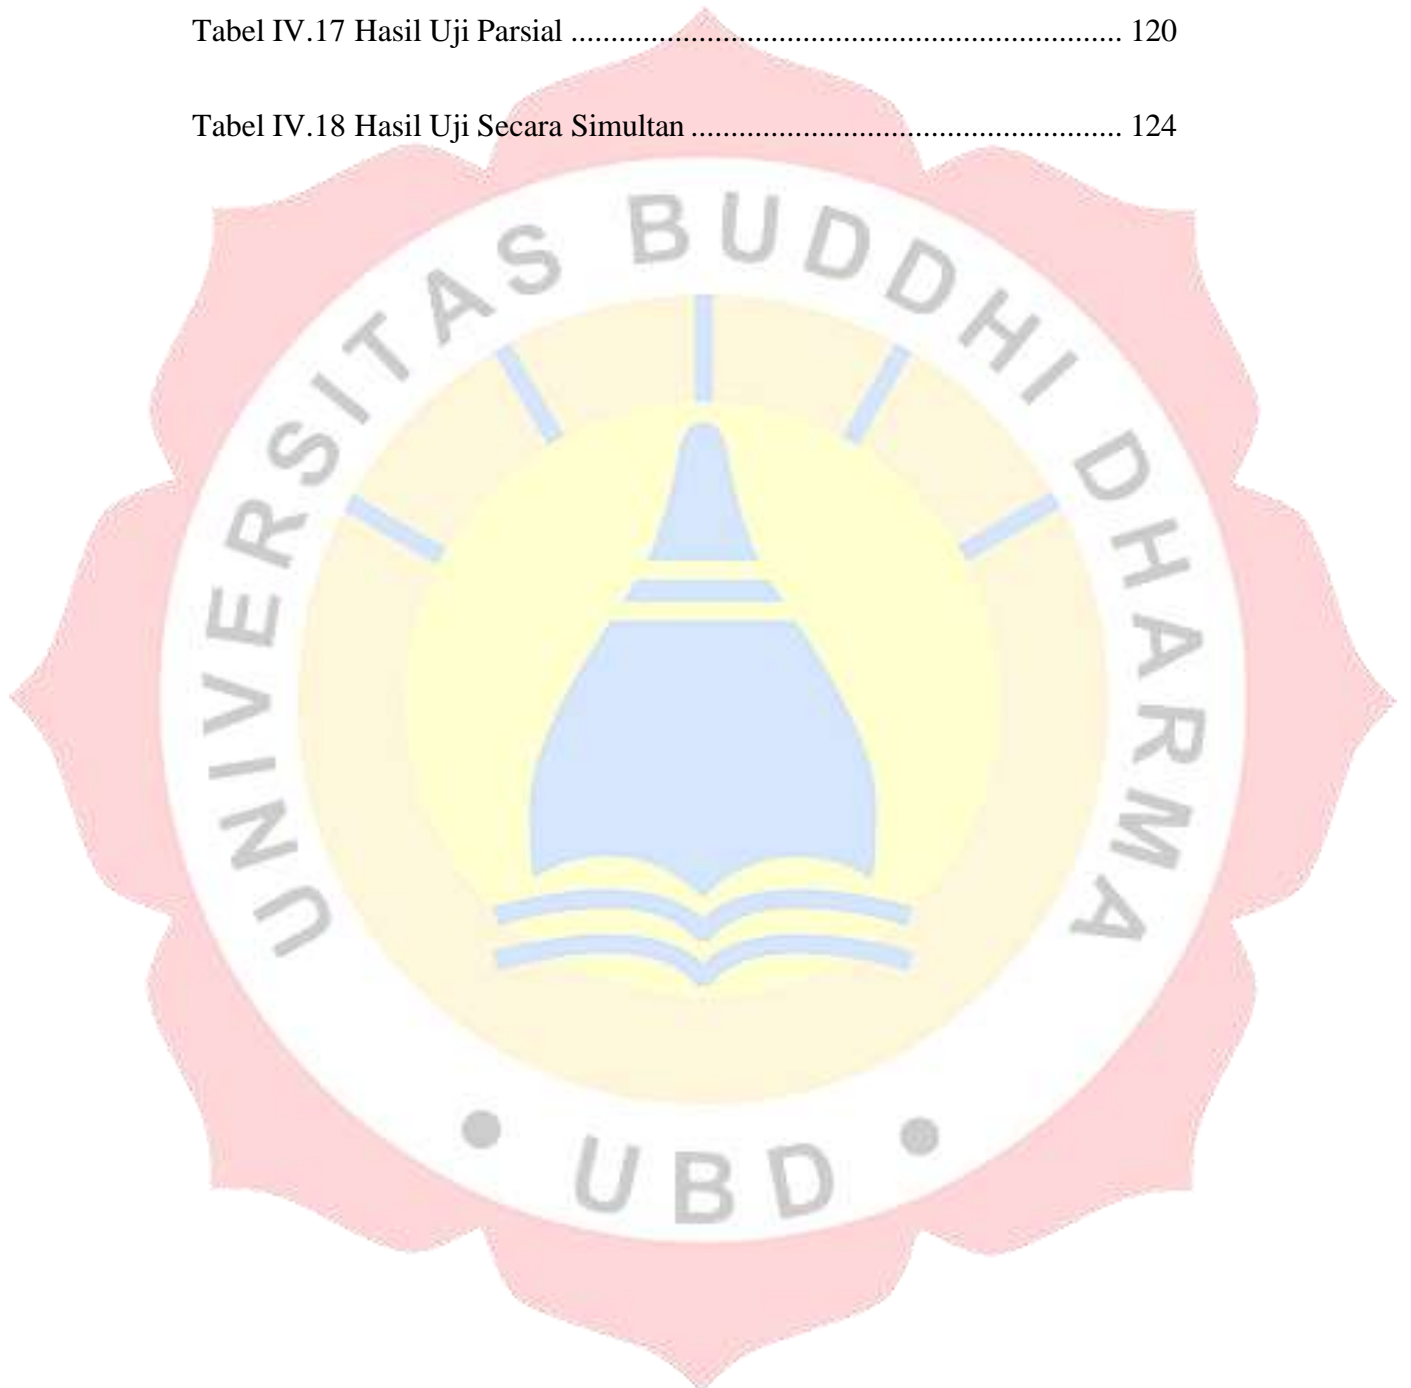 Tabel IV.17 Hasil Uji Parsial ...................................................................... 120
Tabel IV.18 Hasil Uji Secara Simultan ....................................................... 124
UNIVERSITAS BUDDHI DHARMA
• UBD •